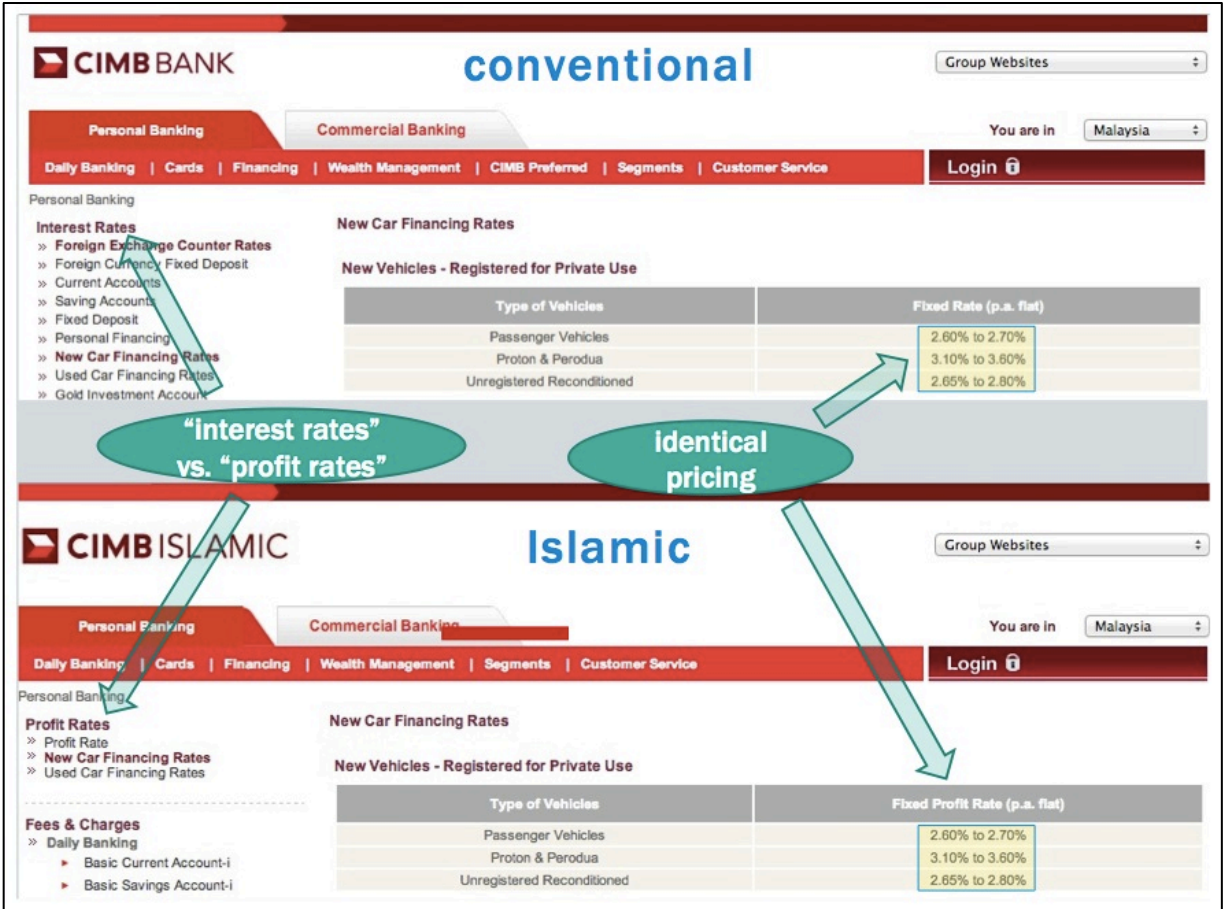 CIMB BANK
conventional
Group Websites
Personal Banking
Commercial Banking
You are in
Malaysia
Daily Banking | Cards | Financing | Wealth Management | CIMB Preferred | Segments | Customer Service
Login
Personal Banking
Interest Rates
» Foreign Exchange Counter Rates
» Foreign Currency Fixed Deposit
» Current Accounts
» Saving Accounts
» Fixed Deposit
» Personal Financing
» New Car Financing Rates
» Used Car Financing Rates
» Gold Investment Account
New Car Financing Rates
New Vehicles - Registered for Private Use
Type of Vehicles Fixed Rate (p.a. flat)
Passenger Vehicles 2.60% to 2.70%
Proton & Perodua 3.10% to 3.60%
Unregistered Reconditioned 2.65% to 2.80%
“interest rates”
vs. “profit rates”
identical
pricing
CIMB ISLAMIC
Islamic
Group Websites
Personal Banking
Commercial Banking
You are in
Malaysia
Daily Banking | Cards | Financing | Wealth Management | Segments | Customer Service
Login
Personal Banking
Profit Rates
» Profit Rate
» New Car Financing Rates
» Used Car Financing Rates
Fees & Charges
» Daily Banking
Basic Current Account-i
Basic Savings Account-i
New Car Financing Rates
New Vehicles - Registered for Private Use
Type of Vehicles Fixed Profit Rate (p.a. flat)
Passenger Vehicles 2.60% to 2.70%
Proton & Perodua 3.10% to 3.60%
Unregistered Reconditioned 2.65% to 2.80%